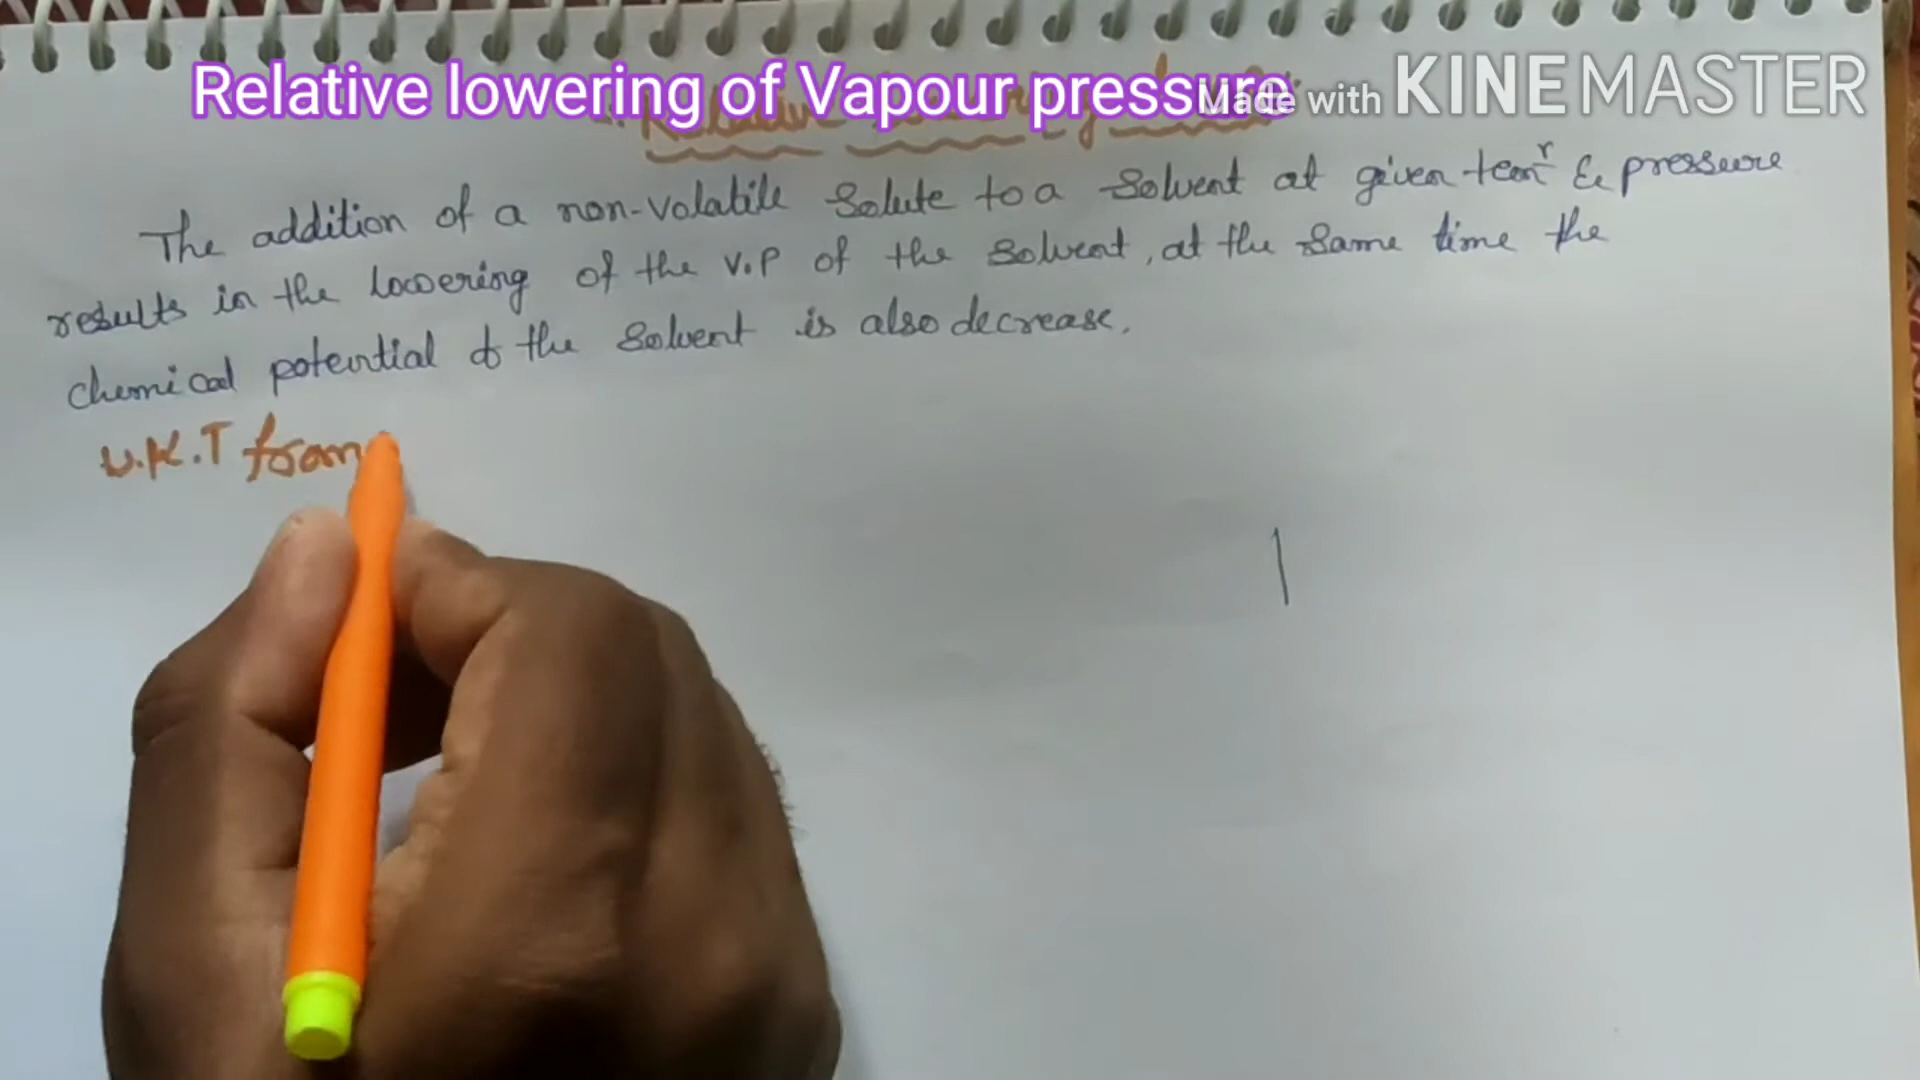 Relative lowering of Vapour pressure
Made with KINEMASTER
The addition of a non-volatile solute to a solvent at given temr & pressure
results in the lowering of the V.P of the solvent, at the same time the
chemical potential of the solvent is also decrease.
W.K.T from